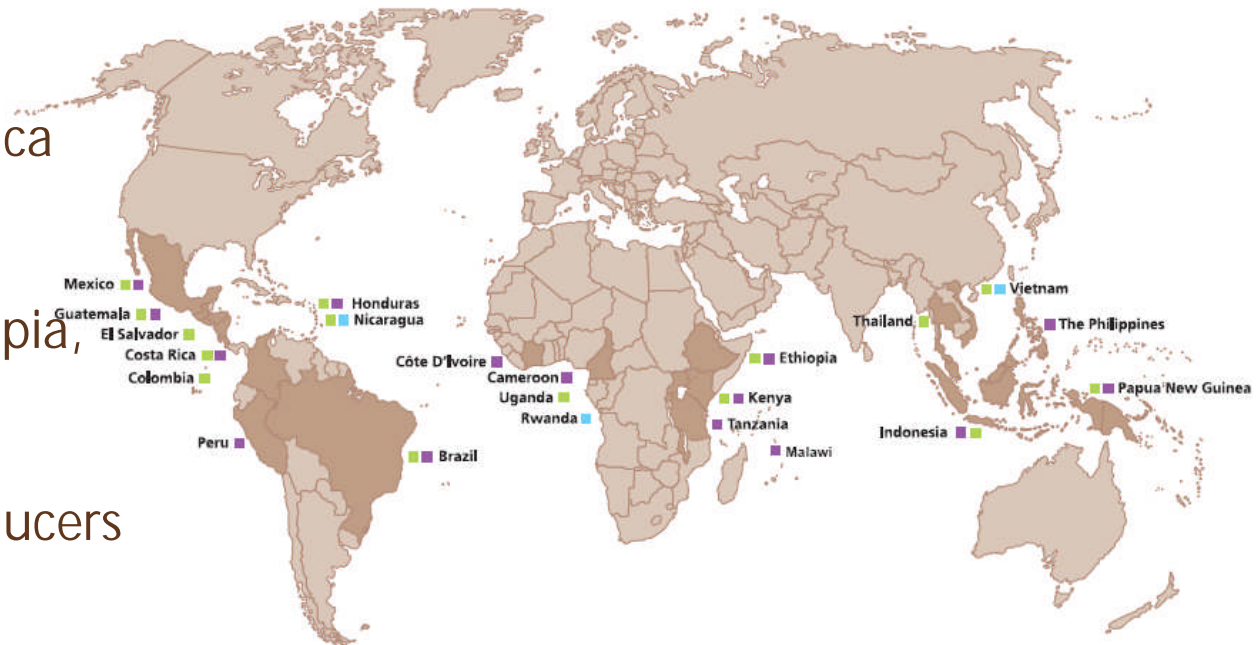 ca
pia,
ucers
Mexico
Guatemala
El Salvador
Costa Rica
Colombia
Peru
Honduras
Nicaragua
Brazil
Côte D'Ivoire
Cameroon
Uganda
Rwanda
Ethiopia
Kenya
Tanzania
Malawi
Vietnam
Thailand
The Philippines
Papua New Guinea
Indonesia